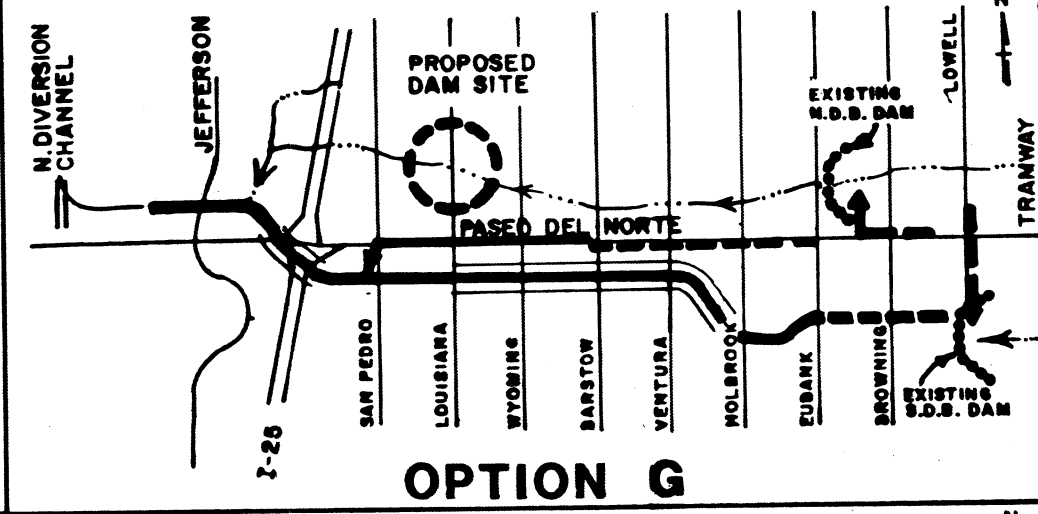 N. DIVERSION
CHANNEL
JEFFERSON
PROPOSED
DAM SITE
EXISTING
N.D.B. DAM
LOWELL
N
TRAMWAY
PASEO DEL NORTE
SAN PEDRO
LOUISIANA
WYOMING
BARSTOW
VENTURA
HOLBROOK
EUBANK
BROWNING
EXISTING
S.D.B. DAM
I-25
OPTION G